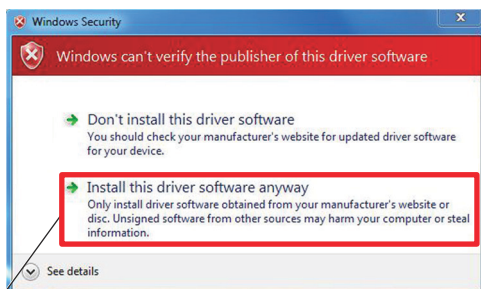 Windows Security
Windows can't verify the publisher of this driver software
Don't install this driver software
You should check your manufacturer's website for updated driver software
for your device.
Install this driver software anyway
Only install driver software obtained from your manufacturer's website or
disc. Unsigned software from other sources may harm your computer or steal
information.
See details